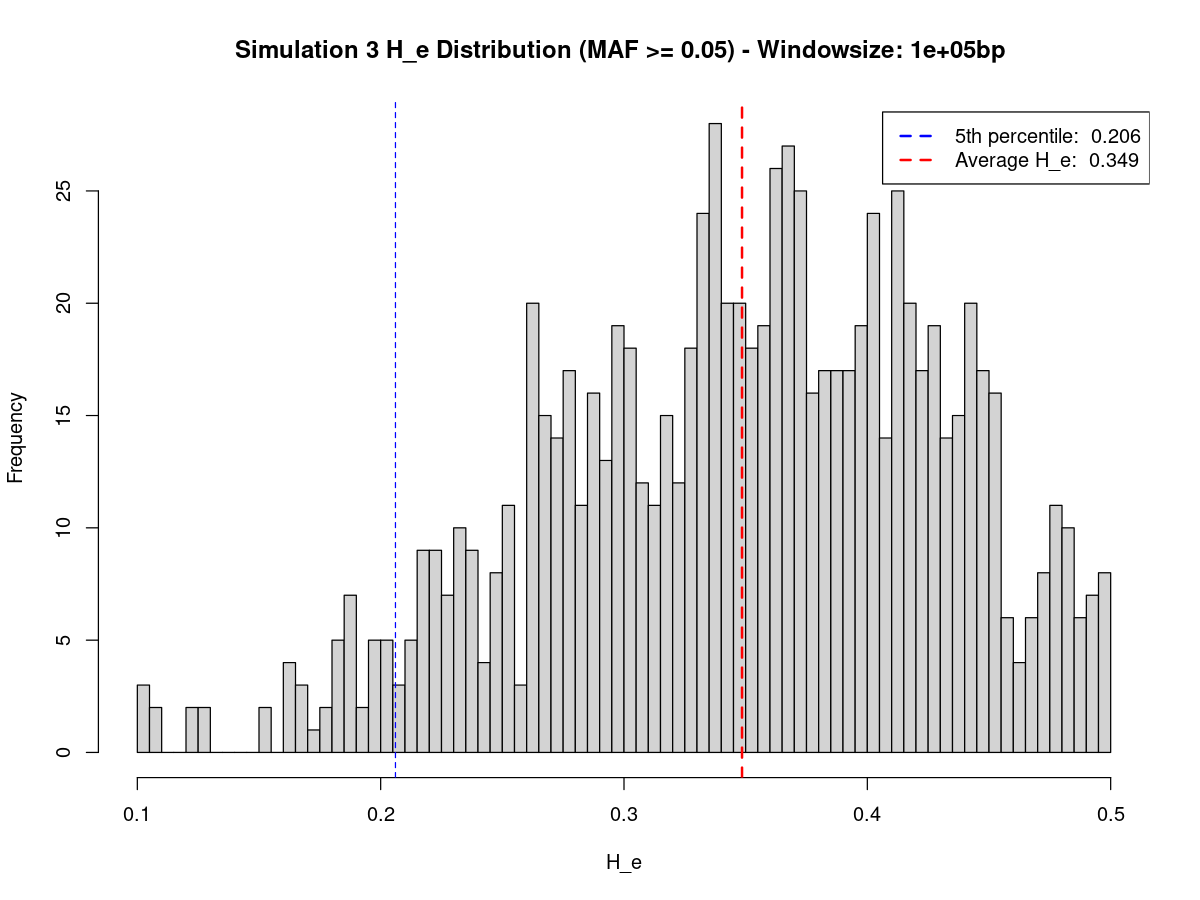 Simulation 3 H_e Distribution (MAF >= 0.05) - Windowsize: 1e+05bp
5th percentile: 0.206
Average H_e: 0.349
Frequency
25
20
15
10
5
0
0.1 0.2 0.3 0.4 0.5
H_e